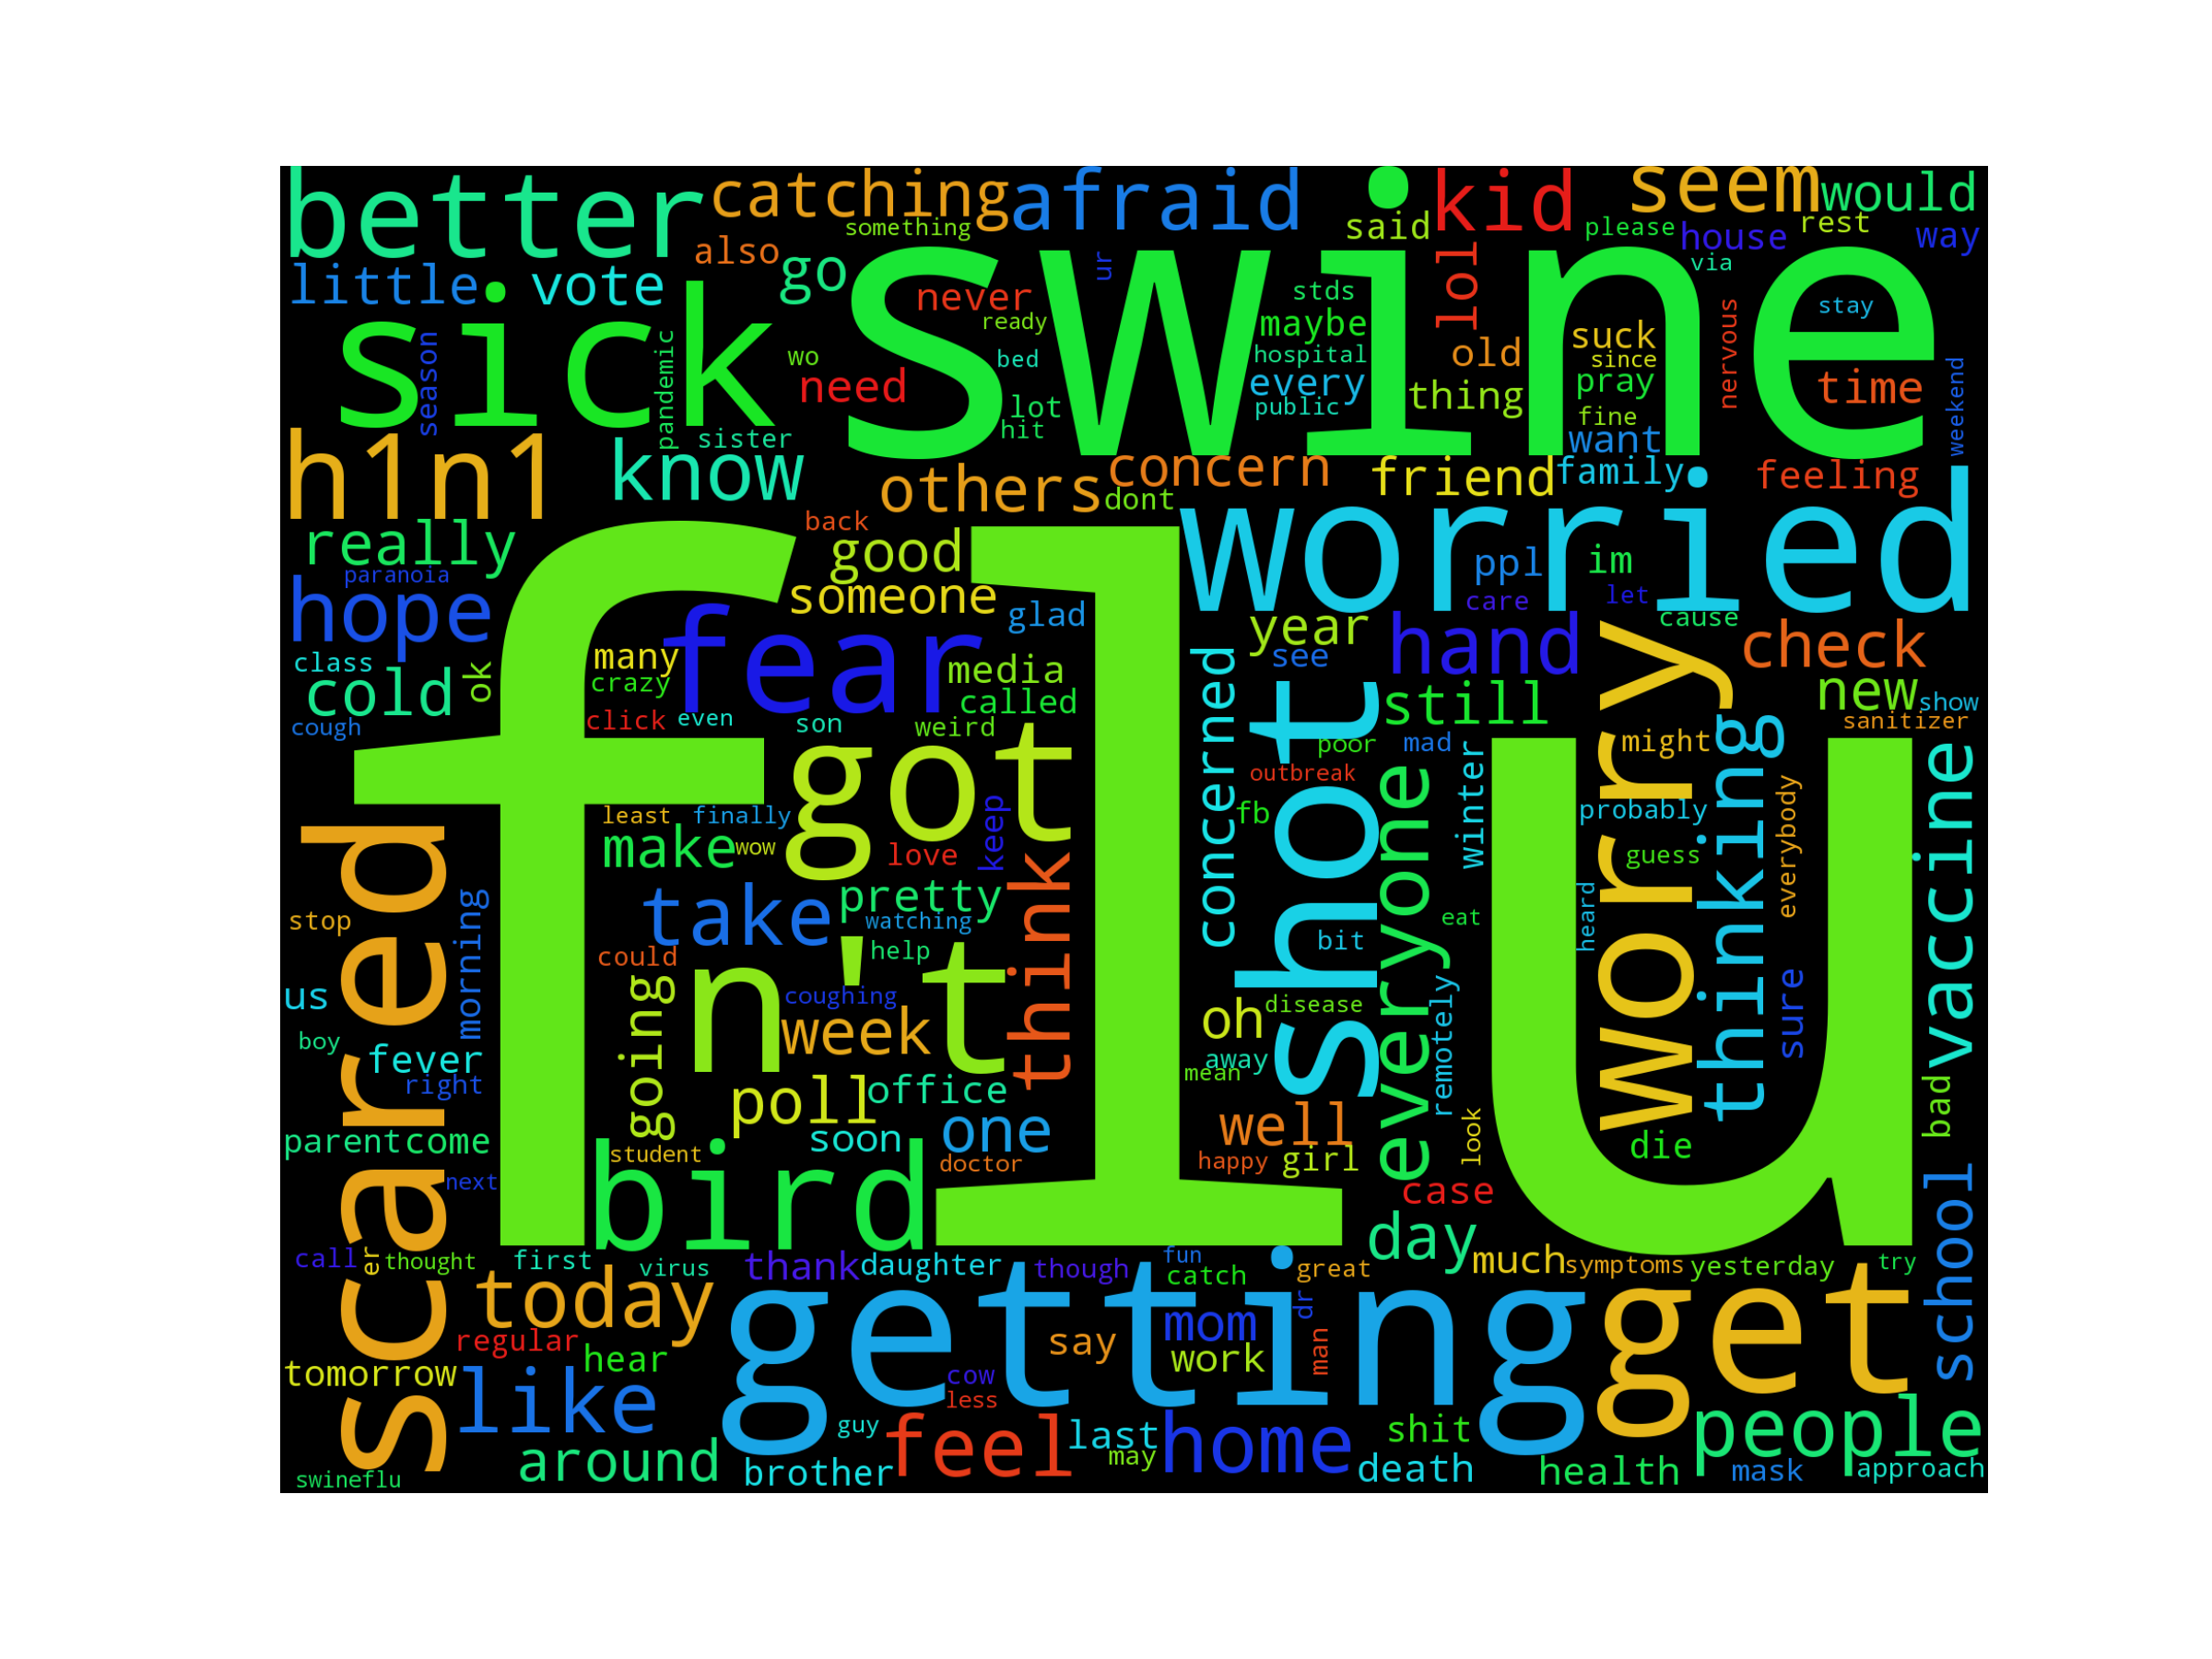 better catching afraid kid seem would
something said please house rest way
little vote also go never ur stds lol via
sick swine
season pandemic wo need ready bed maybe hospital every public old thing suck since pray fine want nervous stay time weekend
lot hit
h1n1 know sister others concern dont friend family feeling
really back good worried
paranoia someone ppl im
hope fear glad care let cause
class many year hand check
cold ok crazy media called see concerned shot still worry new show
cough click even son weird poor mad might thinking sanitizer
flu
got outbreak winter vaccine
scared least finally keep fb everyone probably everybody
make wow love think guess
morning take pretty watching bit eat heard
stop could n't help
us going coughing week oh disease remotely sure
boy fever right poll office away mean bad
parent come soon one well look die
student doctor happy girl
next bird case school
call er thought first virus thank daughter though fun catch great day much symptoms yesterday try
today getting get
regular hear say mom dr man
tomorrow like cow less work people
guy feel last home shit
around brother may death health mask approach
swineflu